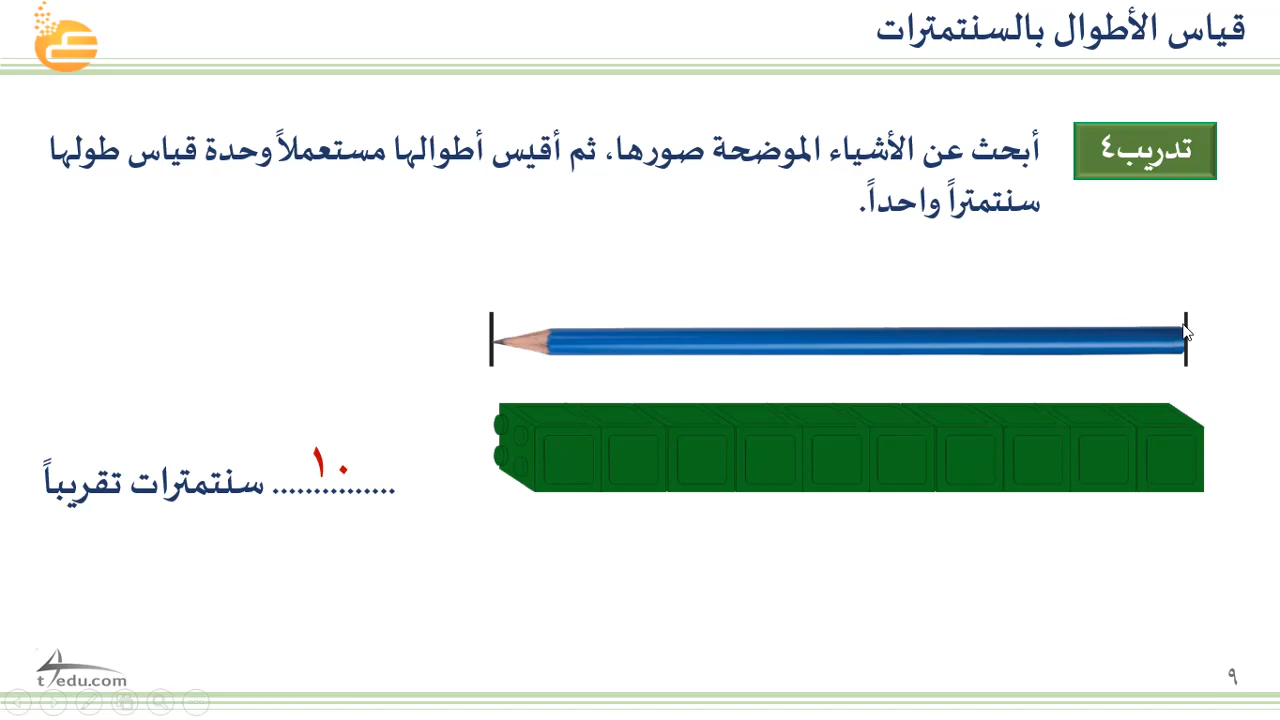 قياس الأطوال بالسنتمترات
تدريب٤
أبحث عن الأشياء الموضحة صورها، ثم أقيس أطوالها مستعملاً وحدة قياس طولها
سنتمتراً واحداً.
١٠
............... سنتمترات تقريباً
t4edu.com
٩